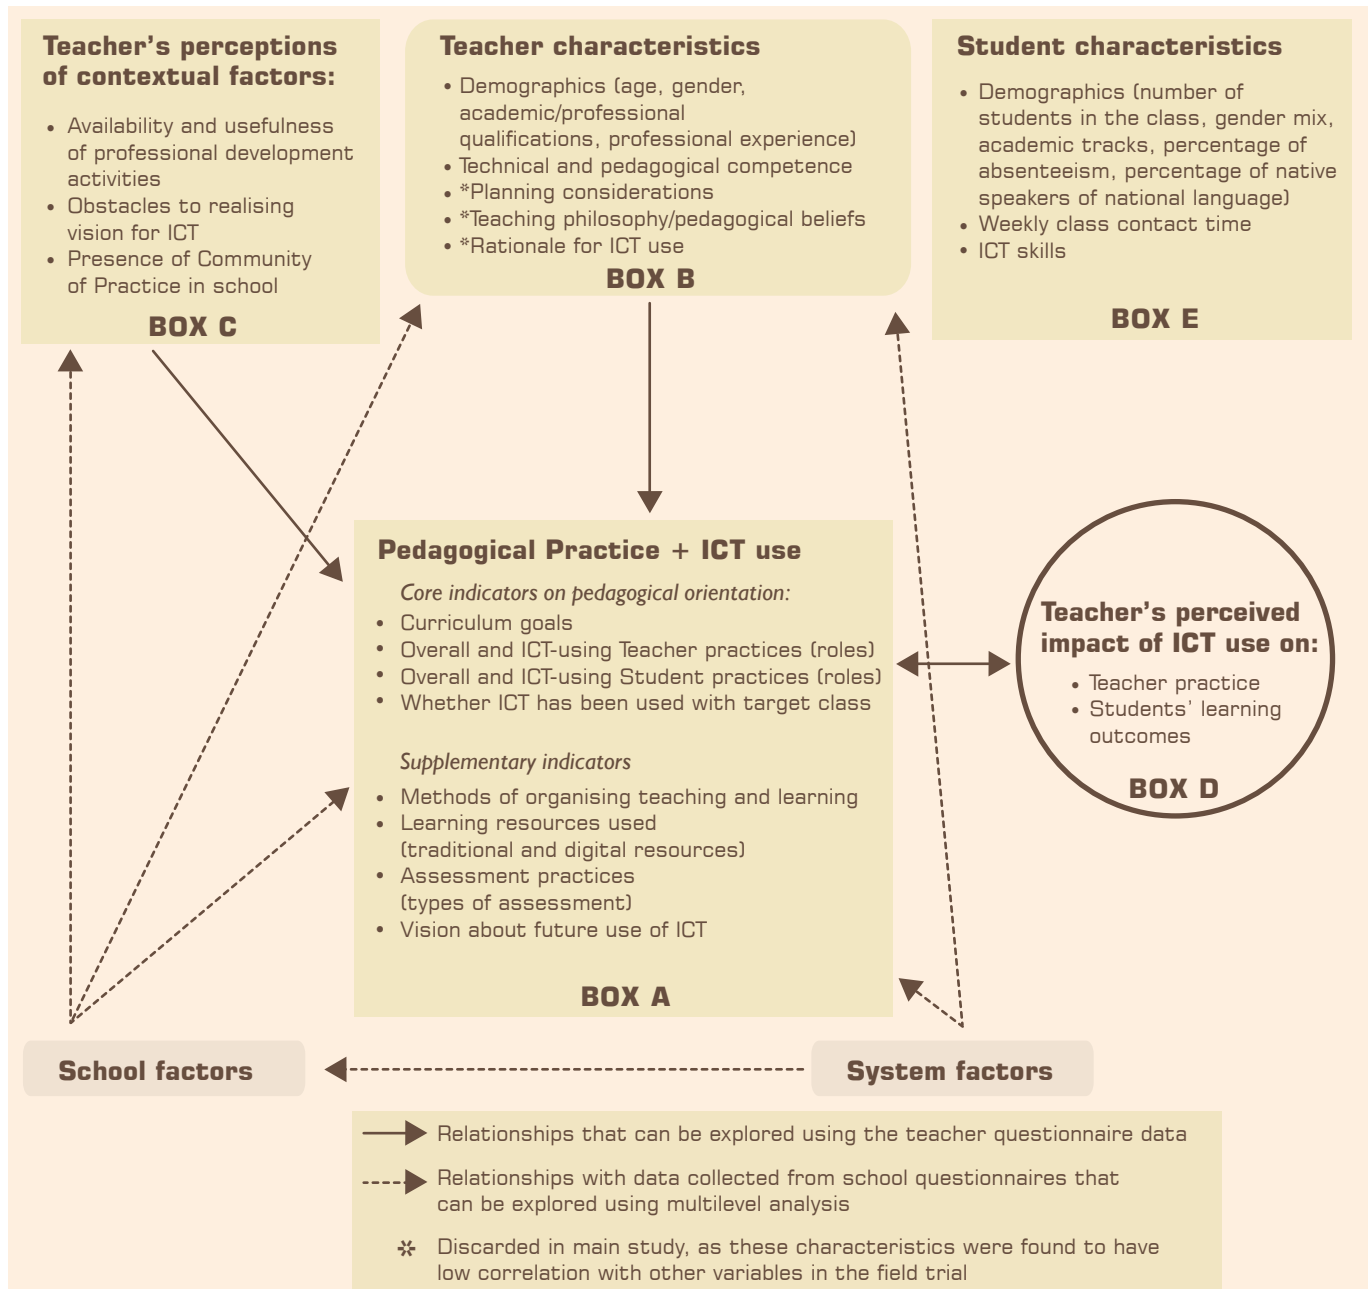 Teacher's perceptions
of contextual factors:
• Availability and usefulness
of professional development
activities
• Obstacles to realising
vision for ICT
• Presence of Community
of Practice in school
BOX C
Teacher characteristics
• Demographics (age, gender,
academic/professional
qualifications, professional experience)
• Technical and pedagogical competence
• *Planning considerations
• *Teaching philosophy/pedagogical beliefs
• *Rationale for ICT use
BOX B
Student characteristics
• Demographics (number of
students in the class, gender mix,
academic tracks, percentage of
absenteeism, percentage of native
speakers of national language)
• Weekly class contact time
• ICT skills
BOX E
Pedagogical Practice + ICT use
Core indicators on pedagogical orientation:
• Curriculum goals
• Overall and ICT-using Teacher practices (roles)
• Overall and ICT-using Student practices (roles)
• Whether ICT has been used with target class
Supplementary indicators
• Methods of organising teaching and learning
• Learning resources used
(traditional and digital resources)
• Assessment practices
(types of assessment)
• Vision about future use of ICT
BOX A
Teacher's perceived
impact of ICT use on:
• Teacher practice
• Students' learning
outcomes
BOX D
School factors
System factors
Relationships that can be explored using the teacher questionnaire data
Relationships with data collected from school questionnaires that
can be explored using multilevel analysis
* Discarded in main study, as these characteristics were found to have
low correlation with other variables in the field trial